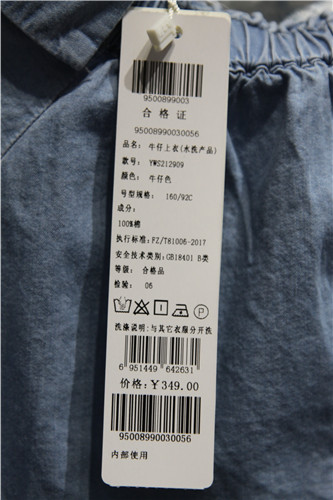 9500899003
合格证
95008990030056
品名: 牛仔上衣(水洗产品)
款号: YWS212909
颜色: 牛仔色
号型规格: 160/92C
成分:
100%棉
执行标准:FZ/T81006-2017
安全技术类别:GB18401 B类
等级: 合格品
检验: 06
洗涤说明:与其它衣服分开洗
6 951449 642631
价格:¥349.00
95008990030056
内部使用